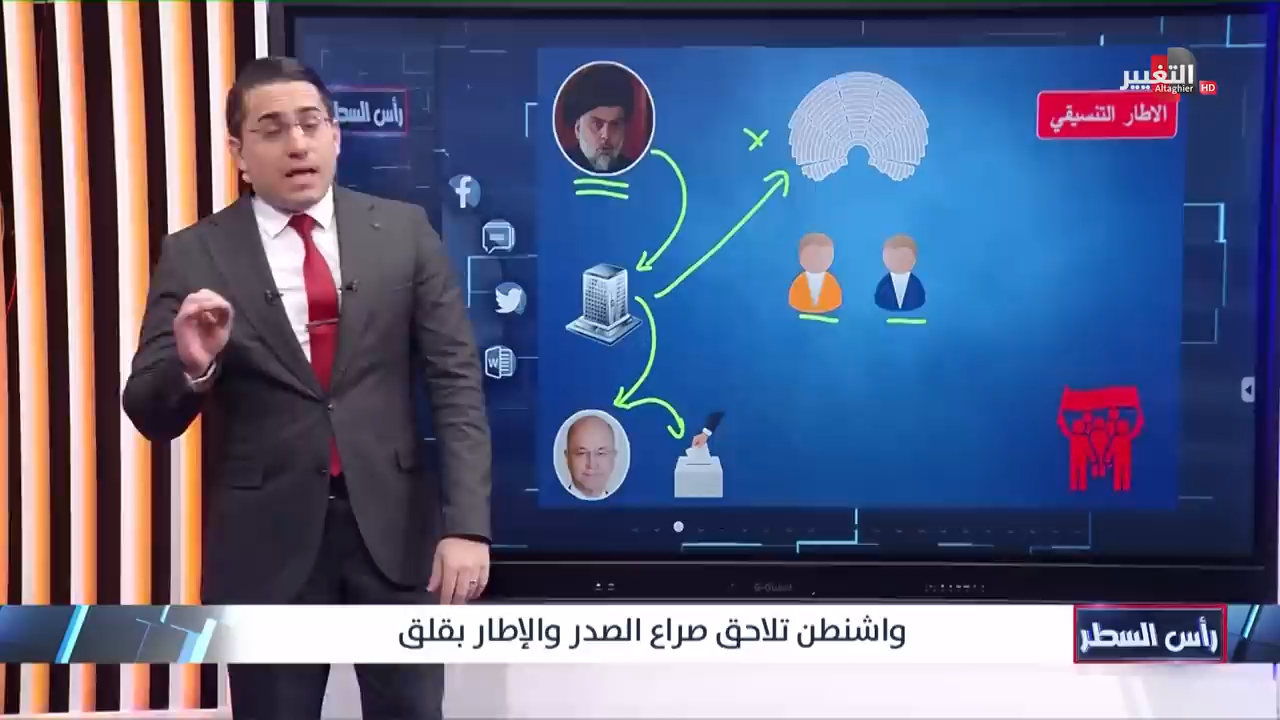 التغيير
Altaghier HD
الاطار التنسيقي
رأس السطر
W
واشنطن تلاحق صراع الصدر والإطار بقلق
رأس السطر